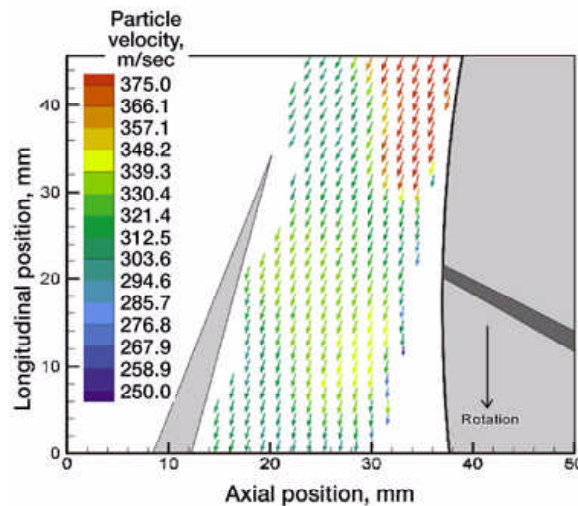 Particle
velocity,
m/sec
375.0
366.1
357.1
348.2
339.3
330.4
321.4
312.5
303.6
294.6
285.7
276.8
267.9
258.9
250.0
40
30
20
10
0
Longitudinal position, mm
Rotation
0 10 20 30 40 50
Axial position, mm